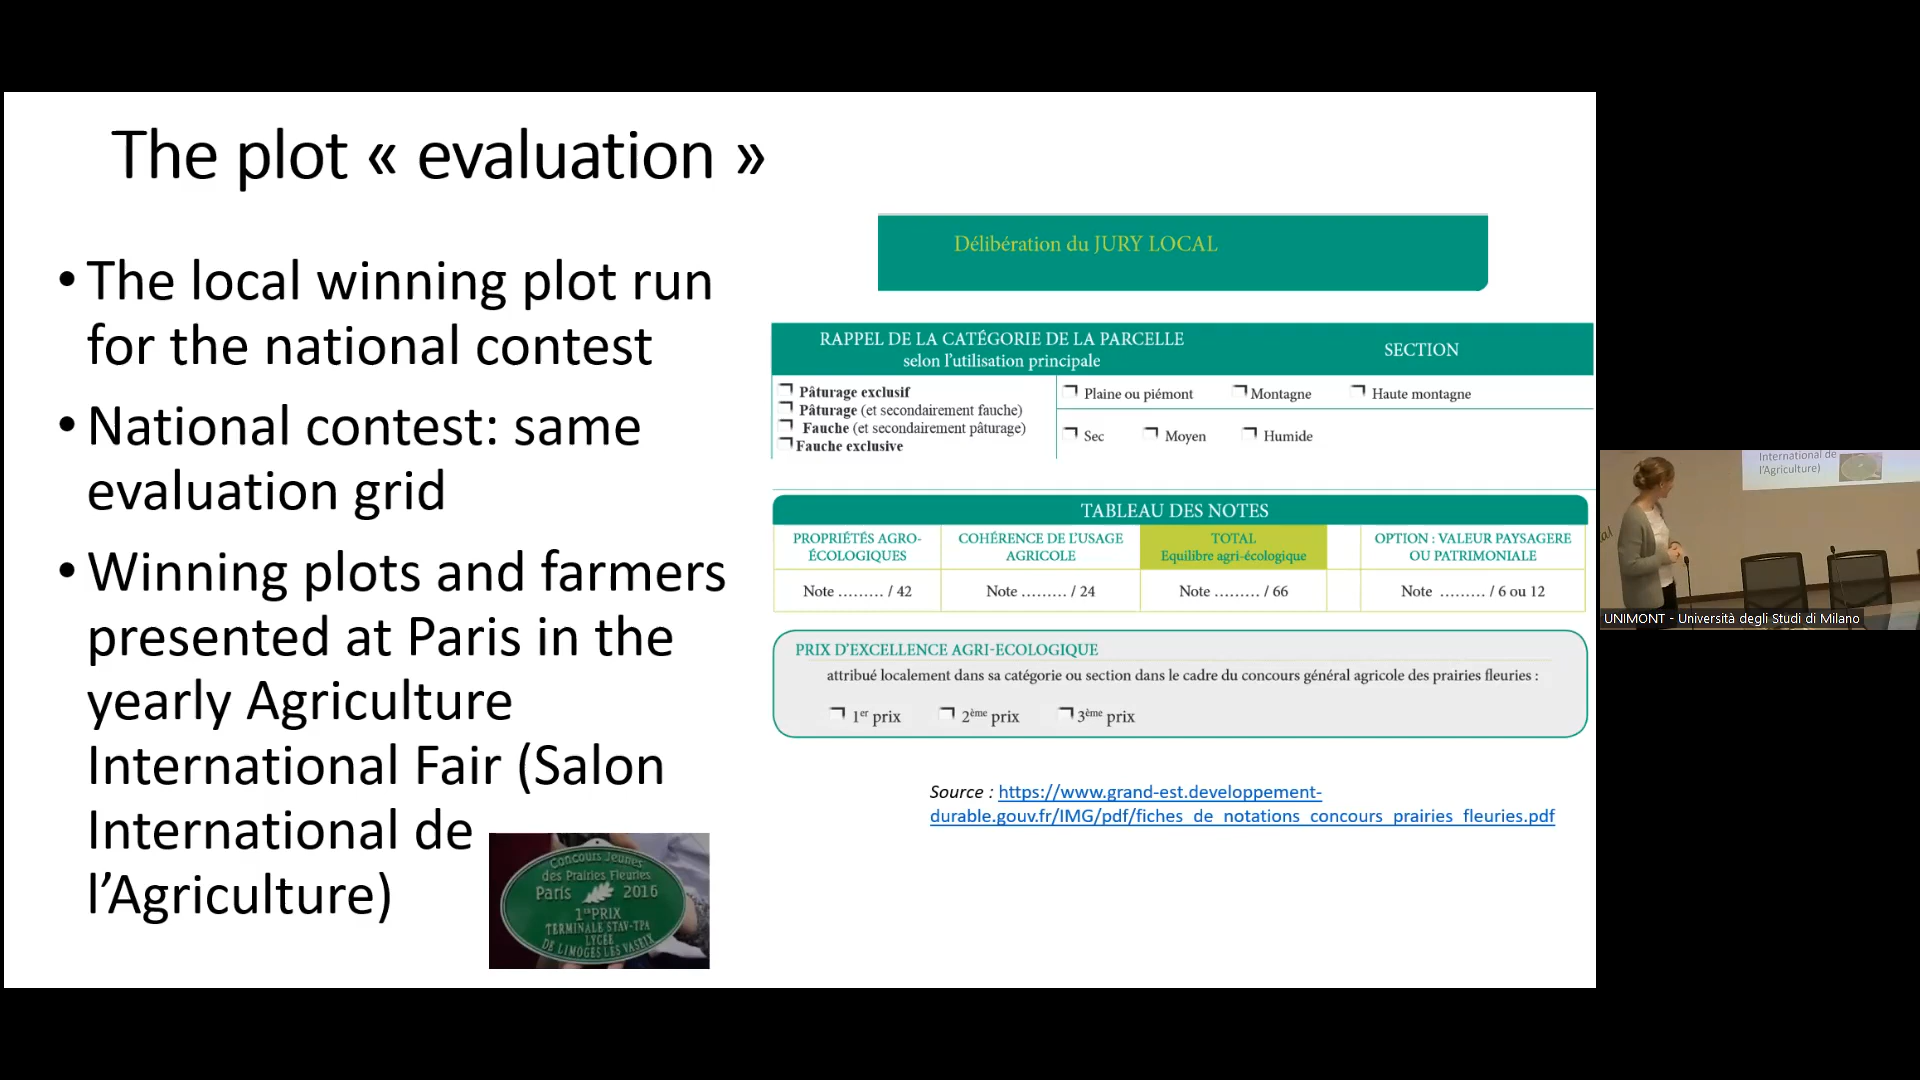 The plot « evaluation »
• The local winning plot run
for the national contest
• National contest: same
evaluation grid
• Winning plots and farmers
presented at Paris in the
yearly Agriculture
International Fair (Salon
International de
l’Agriculture)
Concours Jeunes
des Prairies Fleuries
Paris 2016
1er PRIX
TERMINALE STAV-TPA
LYCÉE
DE LIMOGES LES VASEIX
Délibération du JURY LOCAL
RAPPEL DE LA CATÉGORIE DE LA PARCELLE
selon l’utilisation principale
SECTION
Pâturage exclusif
Pâturage (et secondairement fauche)
Fauche (et secondairement pâturage)
Fauche exclusive
Plaine ou piémont Montagne Haute montagne
Sec Moyen Humide
TABLEAU DES NOTES
PROPRIÉTÉS AGRO-
ÉCOLOGIQUES
COHÉRENCE DE L’USAGE
AGRICOLE
TOTAL
Equilibre agri-écologique
OPTION : VALEUR PAYSAGERE
OU PATRIMONIALE
Note ......... / 42
Note ......... / 24
Note ......... / 66
Note ......... / 6 ou 12
PRIX D’EXCELLENCE AGRI-ECOLOGIQUE
attribué localement dans sa catégorie ou section dans le cadre du concours général agricole des prairies fleuries :
1er prix 2ème prix 3ème prix
Source : https://www.grand-est.developpement-
durable.gouv.fr/IMG/pdf/fiches_de_notations_concours_prairies_fleuries.pdf
International de
l’Agriculture)
UNIMONT - Università degli Studi di Milano